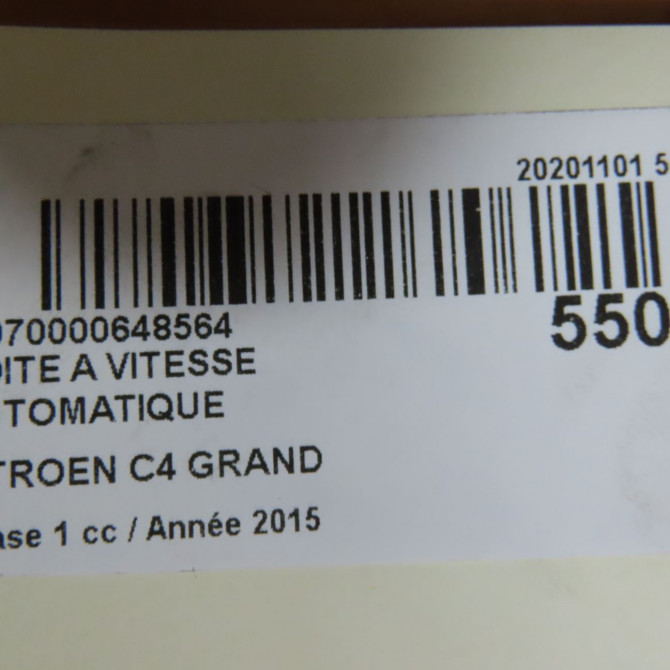 20201101 5
070000648564
550
OITE A VITESSE
TOMATIQUE
TROEN C4 GRAND
ase 1 cc / Année 2015